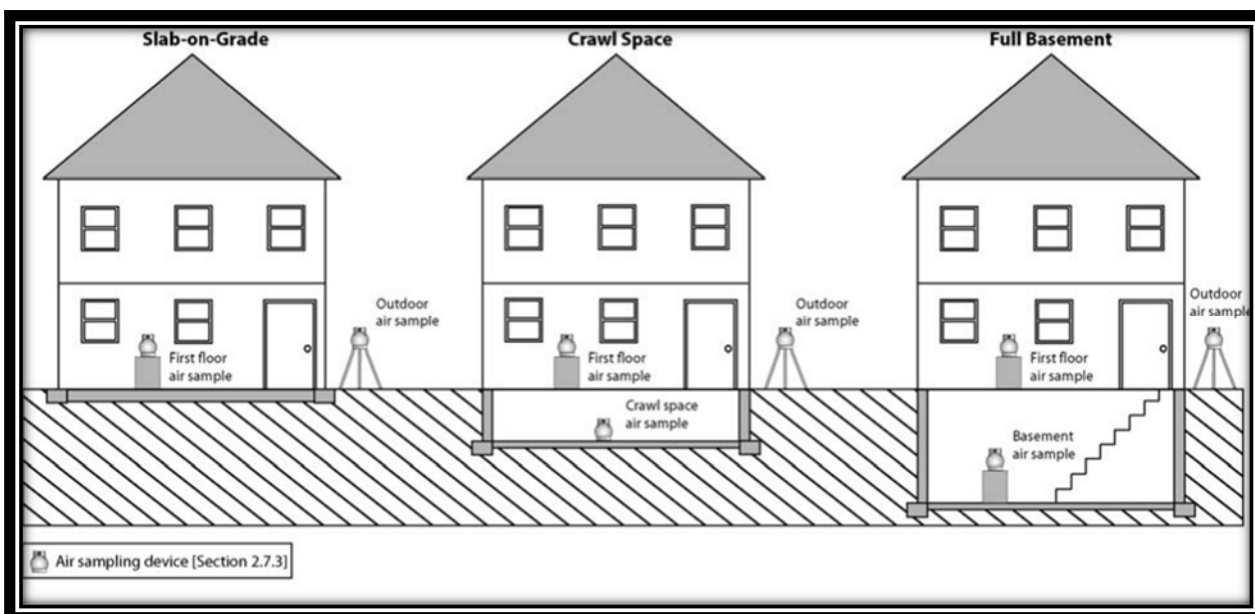 Slab-on-Grade
Crawl Space
Full Basement
Outdoor
air sample
First floor
air sample
Outdoor
air sample
First floor
air sample
Crawl space
air sample
Outdoor
air sample
First floor
air sample
Basement
air sample
Air sampling device [Section 2.7.3]